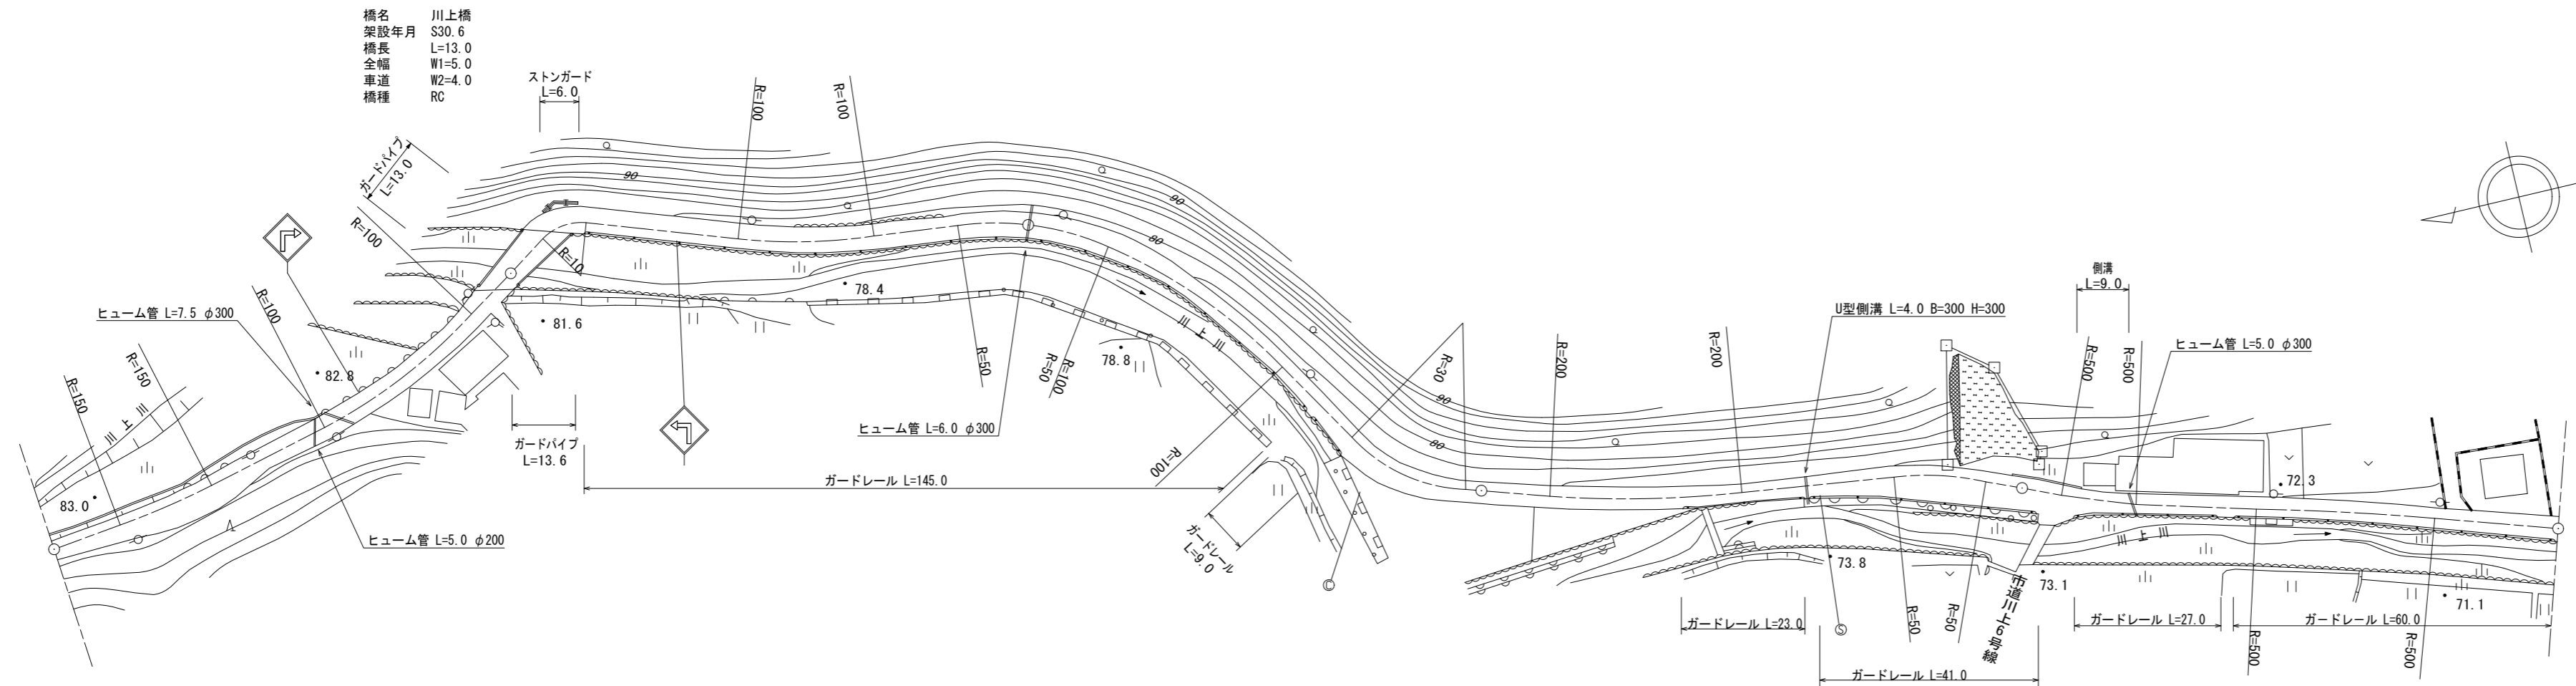 橋名 川上橋
架設年月 S30.6
橋長 L=13.0
全幅 W1=5.0
車道 W2=4.0
橋種 RC
ストンガード
L=6.0
R=100
R=100
ガードパイプ
L=13.0
90
90
R=100
R=10
78.4
80
側溝
L=9.0
ヒューム管 L=7.5 φ300
R=100
81.6
川上川
U型側溝 L=4.0 B=300 H=300
R=150
R=150
82.8
R=50
R=50
R=100
78.8
R=30
R=200
R=200
R=500
R=500
ヒューム管 L=5.0 φ300
90
80
川上川
ヒューム管 L=6.0 φ300
ガードパイプ
L=13.6
R=100
ガードレール L=145.0
83.0
72.3
ヒューム管 L=5.0 φ200
ガードレール
L=9.0
C
川上川
73.8
73.1
71.1
市道川上6号線
ガードレール L=23.0
S
R=50
R=50
ガードレール L=27.0
ガードレール L=60.0
R=500
R=500
ガードレール L=41.0